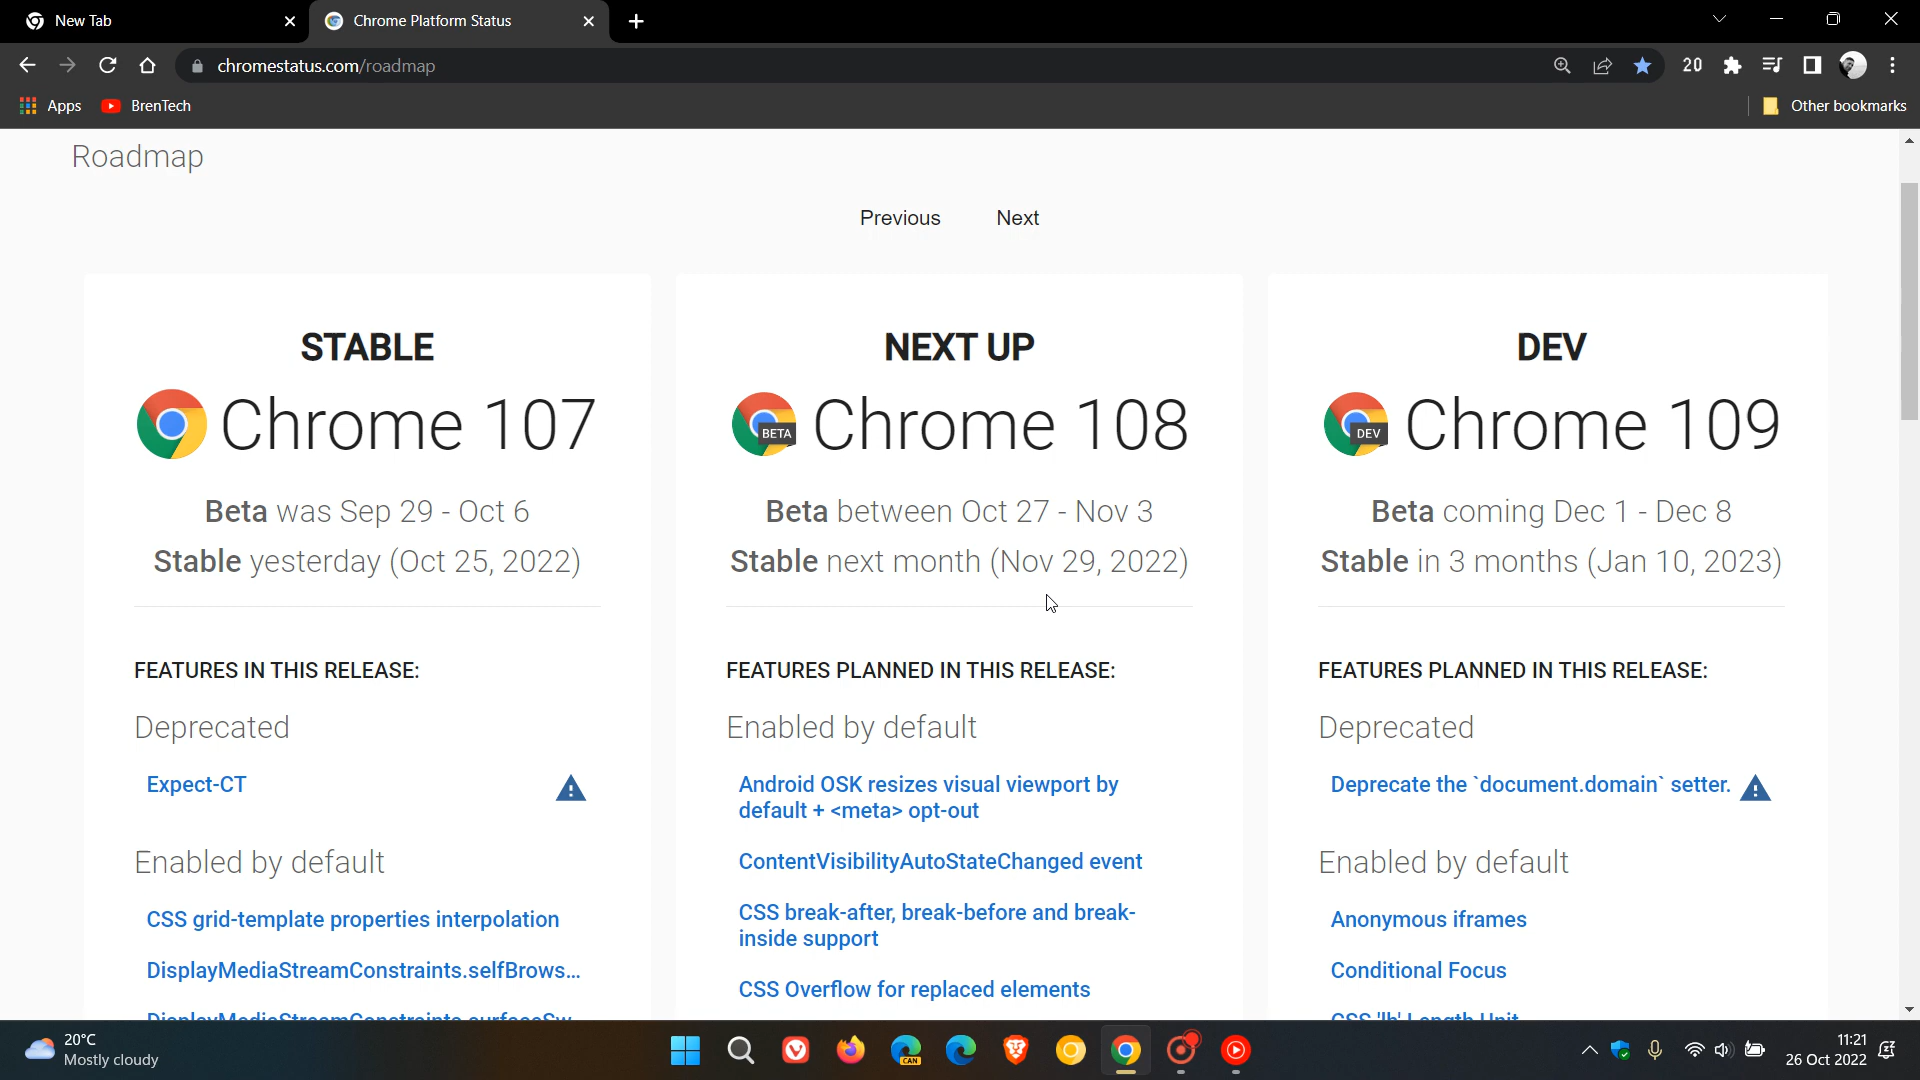 New Tab
Chrome Platform Status
chromestatus.com/roadmap
20
Apps
BrenTech
Other bookmarks
Roadmap
Previous
Next
STABLE
Chrome 107
Beta was Sep 29 - Oct 6
Stable yesterday (Oct 25, 2022)
FEATURES IN THIS RELEASE:
Deprecated
Expect-CT
Enabled by default
CSS grid-template properties interpolation
DisplayMediaStreamConstraints.selfBrows...
NEXT UP
BETA
Chrome 108
Beta between Oct 27 - Nov 3
Stable next month (Nov 29, 2022)
FEATURES PLANNED IN THIS RELEASE:
Enabled by default
Android OSK resizes visual viewport by
default + <meta> opt-out
ContentVisibilityAutoStateChanged event
CSS break-after, break-before and break-
inside support
CSS Overflow for replaced elements
DEV
DEV
Chrome 109
Beta coming Dec 1 - Dec 8
Stable in 3 months (Jan 10, 2023)
FEATURES PLANNED IN THIS RELEASE:
Deprecated
Deprecate the `document.domain` setter.
Enabled by default
Anonymous iframes
Conditional Focus
20°C
Mostly cloudy
CAN
11:21
26 Oct 2022